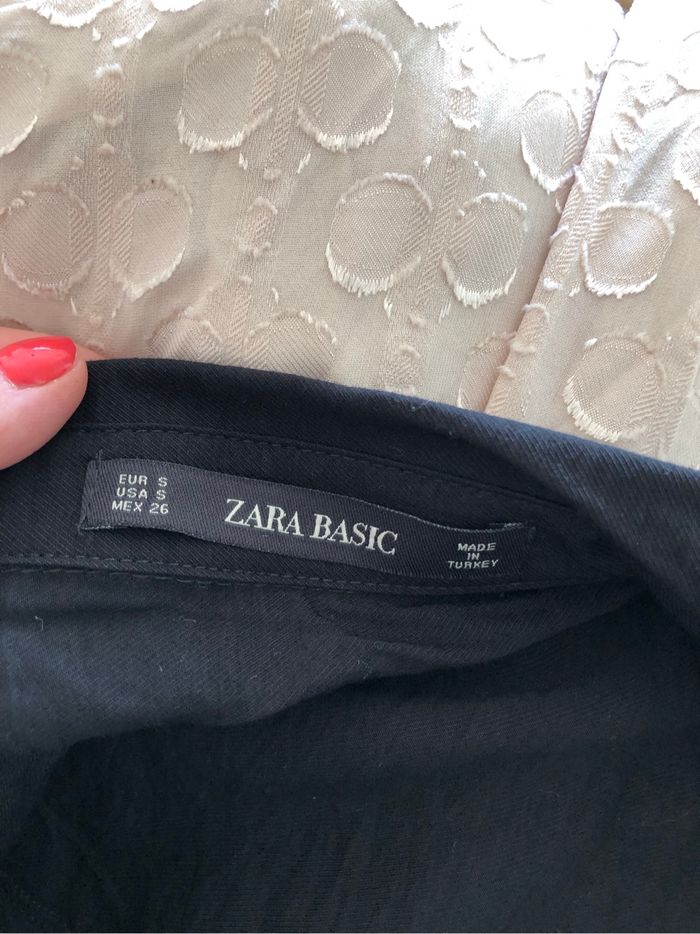 EUR S
USA S
MEX 26
ZARA BASIC
MADE
IN
TURKEY